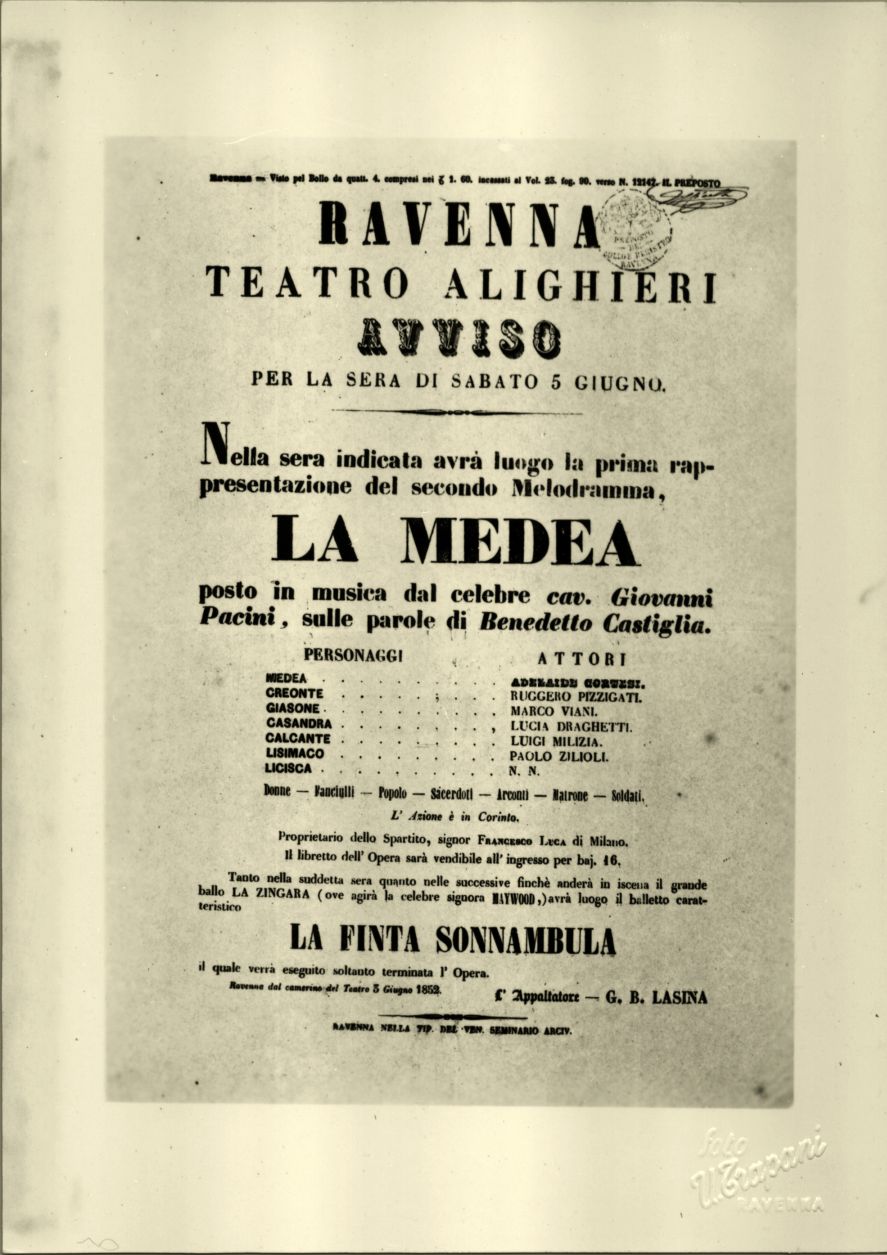 Ravenna — Visto pel Bollo da quatt. 4. compresi nei 1. 60. incassati al Vol. 25. fog. 90. verso N. 12142. IL PREPOSTO
RAVENNA
PREPOSTO
BOLLO E REGISTRO
RAVENNA
TEATRO ALIGHIERI
AVVISO
PER LA SERA DI SABATO 5 GIUGNO.
Nella sera indicata avrà luogo la prima rap-
presentazione del secondo Melodramma,
LA MEDEA
posto in musica dal celebre cav. Giovanni
Pacini, sulle parole di Benedetto Castiglia.
PERSONAGGI ATTORI
MEDEA . . . . . . . . . . ADELAIDE CORTESI.
CREONTE . . . . . ; . . . RUGGERO PIZZIGATI.
GIASONE . . . . . . . . . . MARCO VIANI.
CASANDRA . . . . . . . . , LUCIA DRAGHETTI.
CALCANTE . . . . . . . . . LUIGI MILIZIA.
LISIMACO . . . . . . . . . PAOLO ZILIOLI.
LICISCA . . . . . . . . . . N. N.
Donne — Fanciulli — Popolo — Sacerdoti — Arconti — Matrone — Soldati.
L' Azione è in Corinto.
Proprietario dello Spartito, signor FRANCESCO LUCA di Milano.
Il libretto dell' Opera sarà vendibile all' ingresso per baj. 16.
Tanto nella suddetta sera quanto nelle successive finchè anderà in iscena il grande
ballo LA ZINGARA (ove agirà la celebre signora MAYWOOD,) avrà luogo il balletto carat-
teristico
LA FINTA SONNAMBULA
il quale verrà eseguito soltanto terminata l' Opera.
Ravenna dal camerino del Teatro 3 Giugno 1852.
L' Appaltatore — G. B. LASINA
RAVENNA NELLA TIP. DEL VEN. SEMINARIO ARCIV.
foto
U. Trapani
RAVENNA